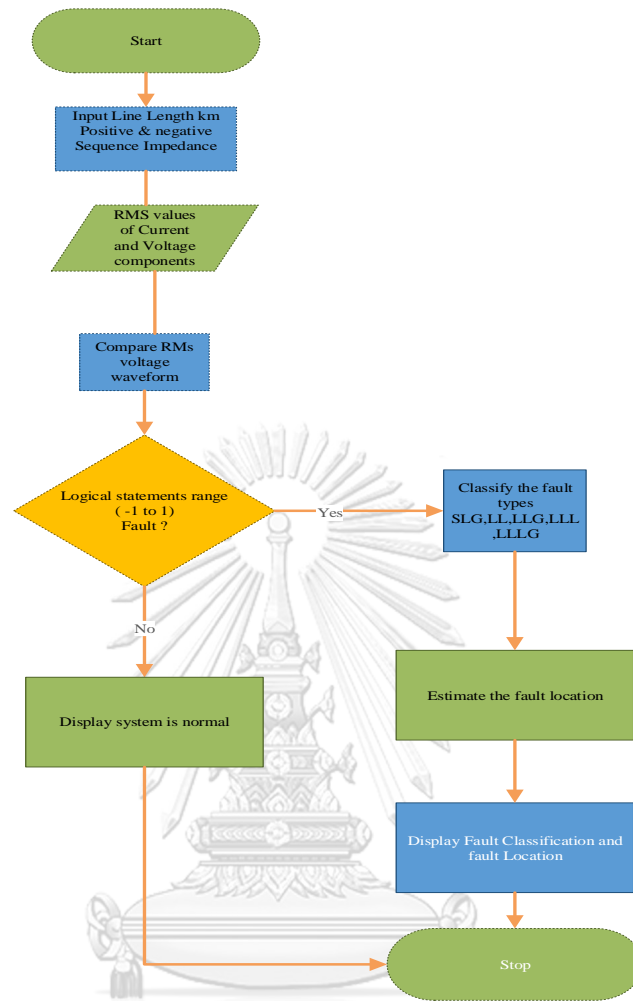 Start
Input Line Length km
Positive & negative
Sequence Impedance
RMS values
of Current
and Voltage
components
Compare RMs
voltage
waveform
Logical statements range
( -1 to 1)
Fault ?
Yes
Classify the fault
types
SLG,LL,LLG,LLL
,LLLG
No
Display system is normal
Estimate the fault location
Display Fault Classification and
fault Location
Stop